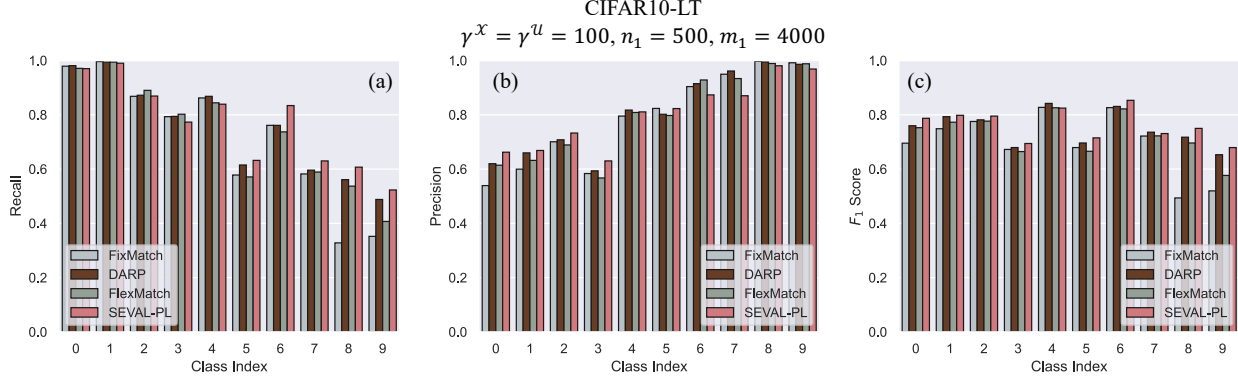 CIFAR10-LT
γˣ = γᵘ = 100, n₁ = 500, m₁ = 4000
(a)
1.0
0.8
0.6
0.4
0.2
0.0
Recall
FixMatch
DARP
FlexMatch
SEVAL-PL
0 1 2 3 4 5 6 7 8 9
Class Index
(b)
1.0
0.8
0.6
0.4
0.2
0.0
Precision
FixMatch
DARP
FlexMatch
SEVAL-PL
0 1 2 3 4 5 6 7 8 9
Class Index
(c)
1.0
0.8
0.6
0.4
0.2
0.0
F₁ Score
FixMatch
DARP
FlexMatch
SEVAL-PL
0 1 2 3 4 5 6 7 8 9
Class Index